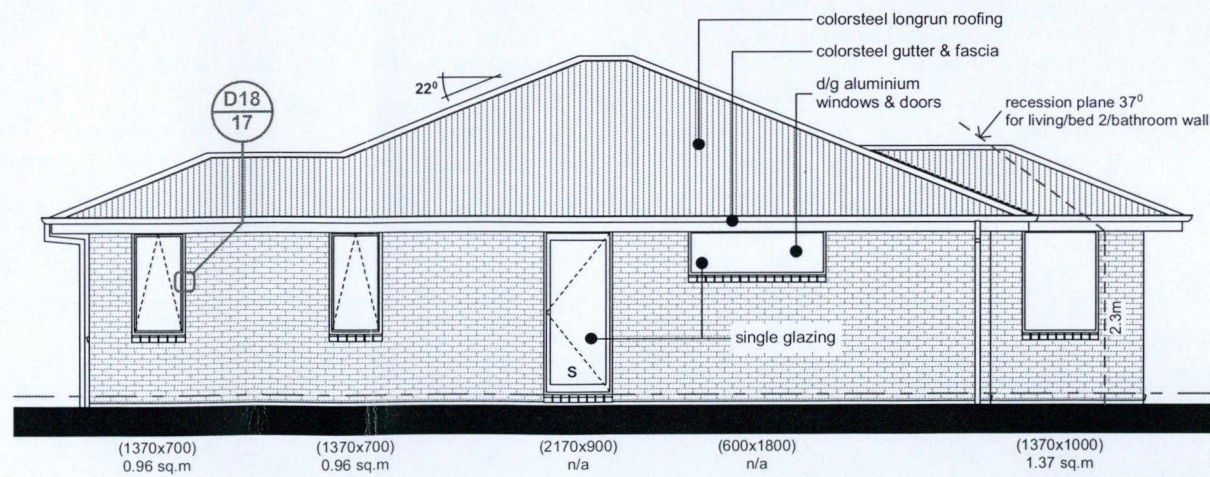 colorsteel longrun roofing
colorsteel gutter & fascia
d/g aluminium
windows & doors
recession plane 37⁰
for living/bed 2/bathroom wall
22⁰
D18
17
single glazing
S
2.3m
(1370x700)
0.96 sq.m
(1370x700)
0.96 sq.m
(2170x900)
n/a
(600x1800)
n/a
(1370x1000)
1.37 sq.m